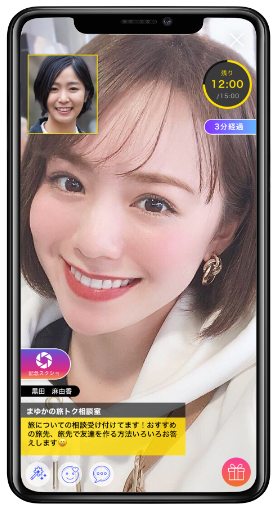 残り
12:00
/15:00
3分経過
記念スクショ
黒田 麻由香
まゆかの旅トク相談室
旅についての相談受け付けてます！おすすめ
の旅先、旅先で友達を作る方法いろいろお答
えします😄